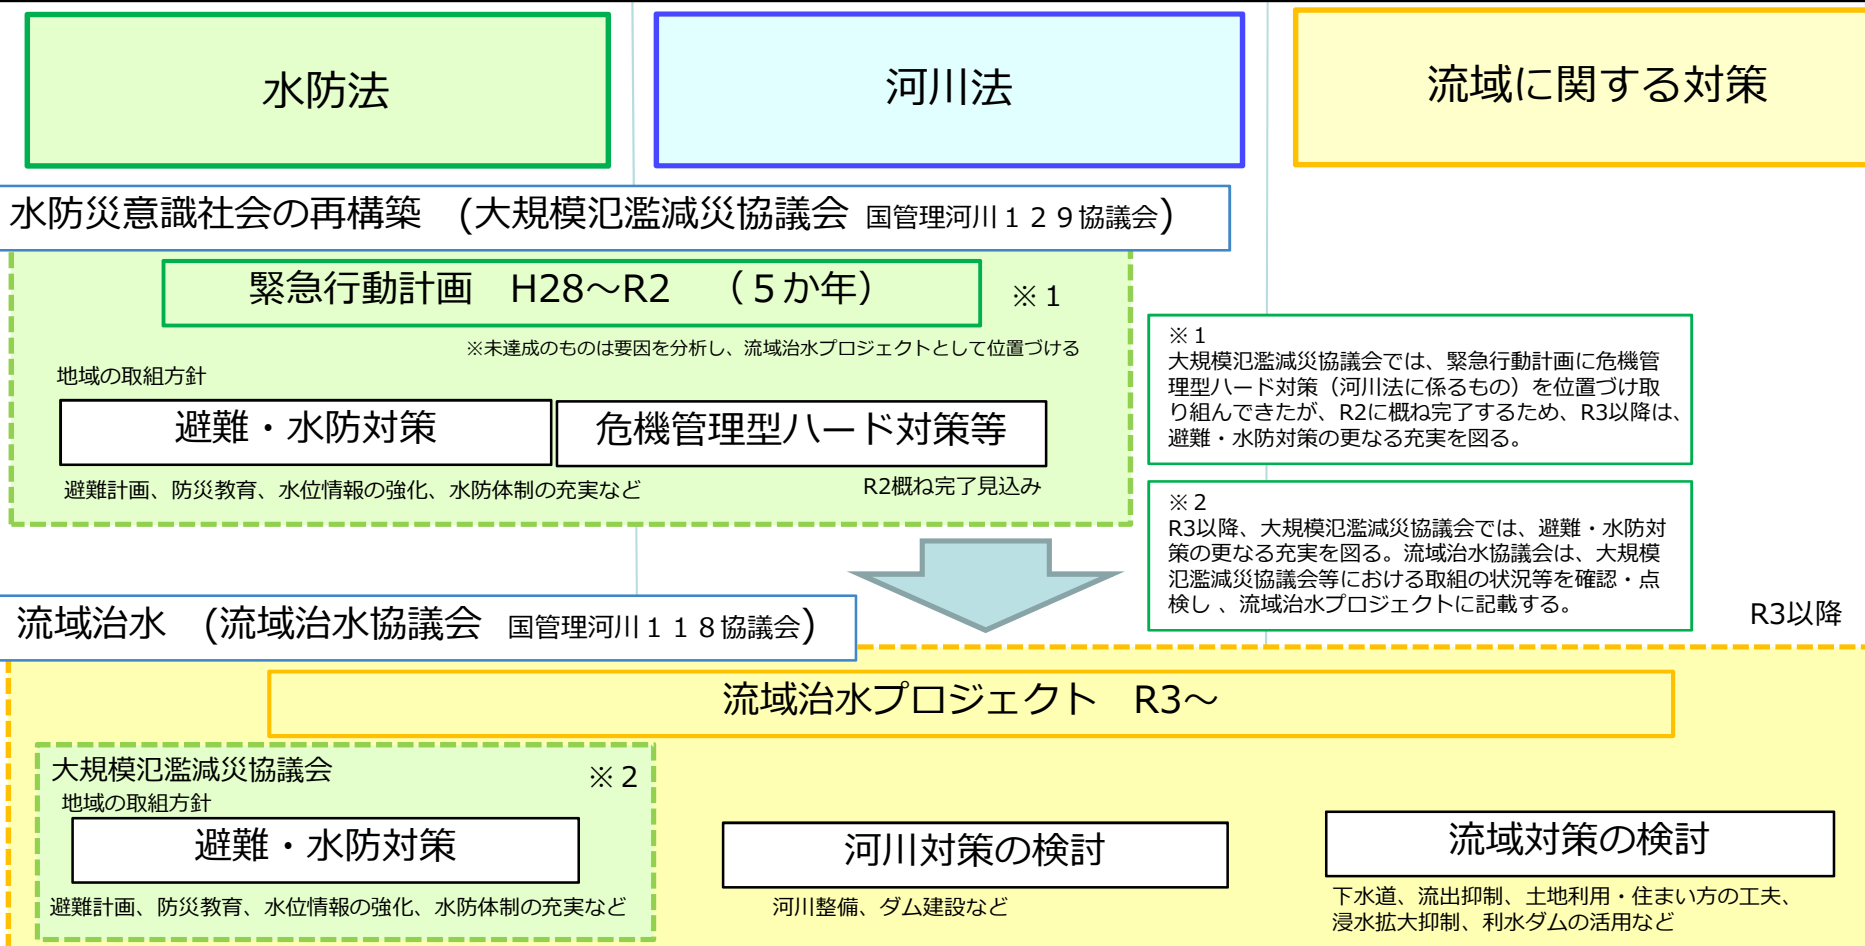 水防法
河川法
流域に関する対策
水防災意識社会の再構築　(大規模氾濫減災協議会 国管理河川１２９協議会)
緊急行動計画　H28～R2　（５か年）
※１
※未達成のものは要因を分析し、流域治水プロジェクトとして位置づける
地域の取組方針
避難・水防対策
危機管理型ハード対策等
避難計画、防災教育、水位情報の強化、水防体制の充実など
R2概ね完了見込み
※１
大規模氾濫減災協議会では、緊急行動計画に危機管
理型ハード対策（河川法に係るもの）を位置づけ取
り組んできたが、R2に概ね完了するため、R3以降は、
避難・水防対策の更なる充実を図る。
※２
R3以降、大規模氾濫減災協議会では、避難・水防対
策の更なる充実を図る。流域治水協議会は、大規模
氾濫減災協議会等における取組の状況等を確認・点
検し 、流域治水プロジェクトに記載する。
流域治水　(流域治水協議会　国管理河川１１８協議会)
R3以降
流域治水プロジェクト　R3～
大規模氾濫減災協議会
※２
地域の取組方針
避難・水防対策
避難計画、防災教育、水位情報の強化、水防体制の充実など
河川対策の検討
河川整備、ダム建設など
流域対策の検討
下水道、流出抑制、土地利用・住まい方の工夫、
浸水拡大抑制、利水ダムの活用など